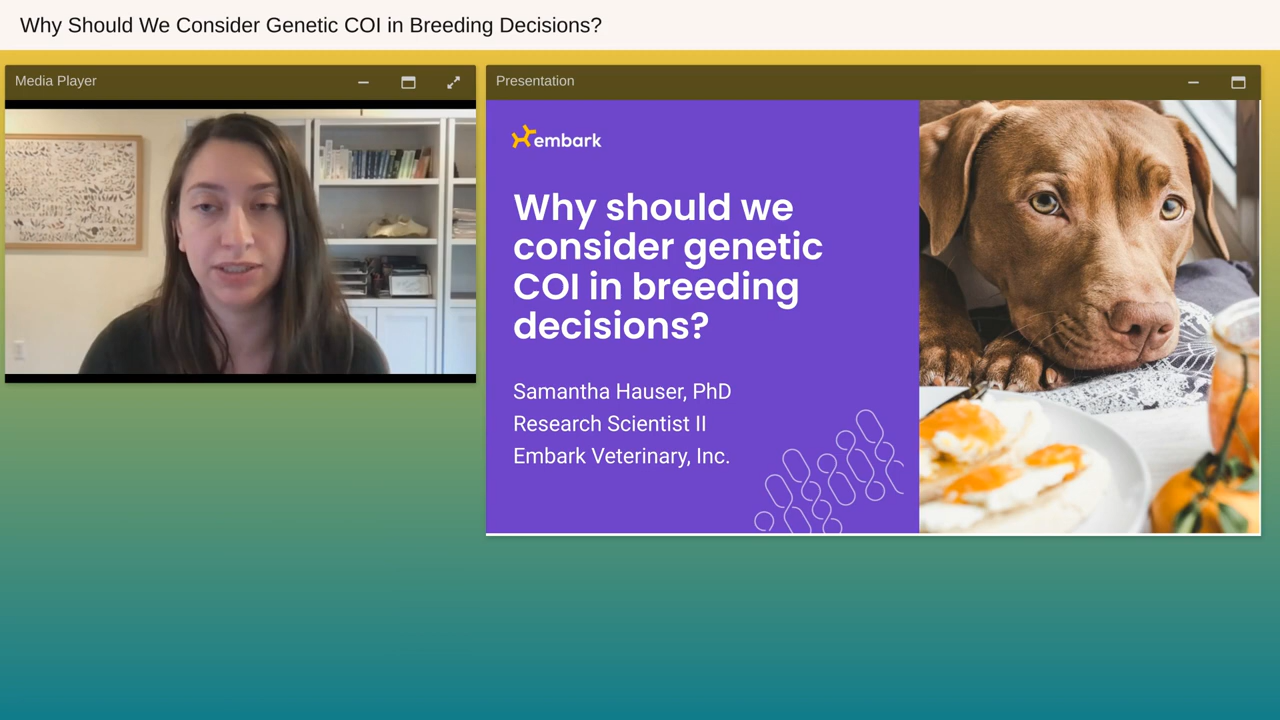 Why Should We Consider Genetic COI in Breeding Decisions?
Media Player
Presentation
embark
Why should we
consider genetic
COI in breeding
decisions?
Samantha Hauser, PhD
Research Scientist II
Embark Veterinary, Inc.